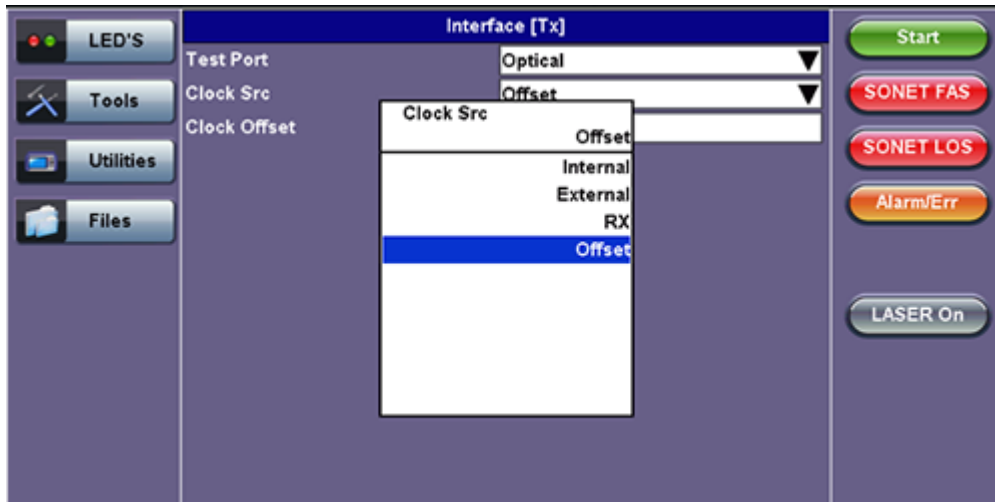 LED'S
Tools
Utilities
Files
Interface [Tx]
Test Port Optical
Clock Src Offset
Clock Offset
Clock Src
Offset
Internal
External
RX
Offset
Start
SONET FAS
SONET LOS
Alarm/Err
LASER On